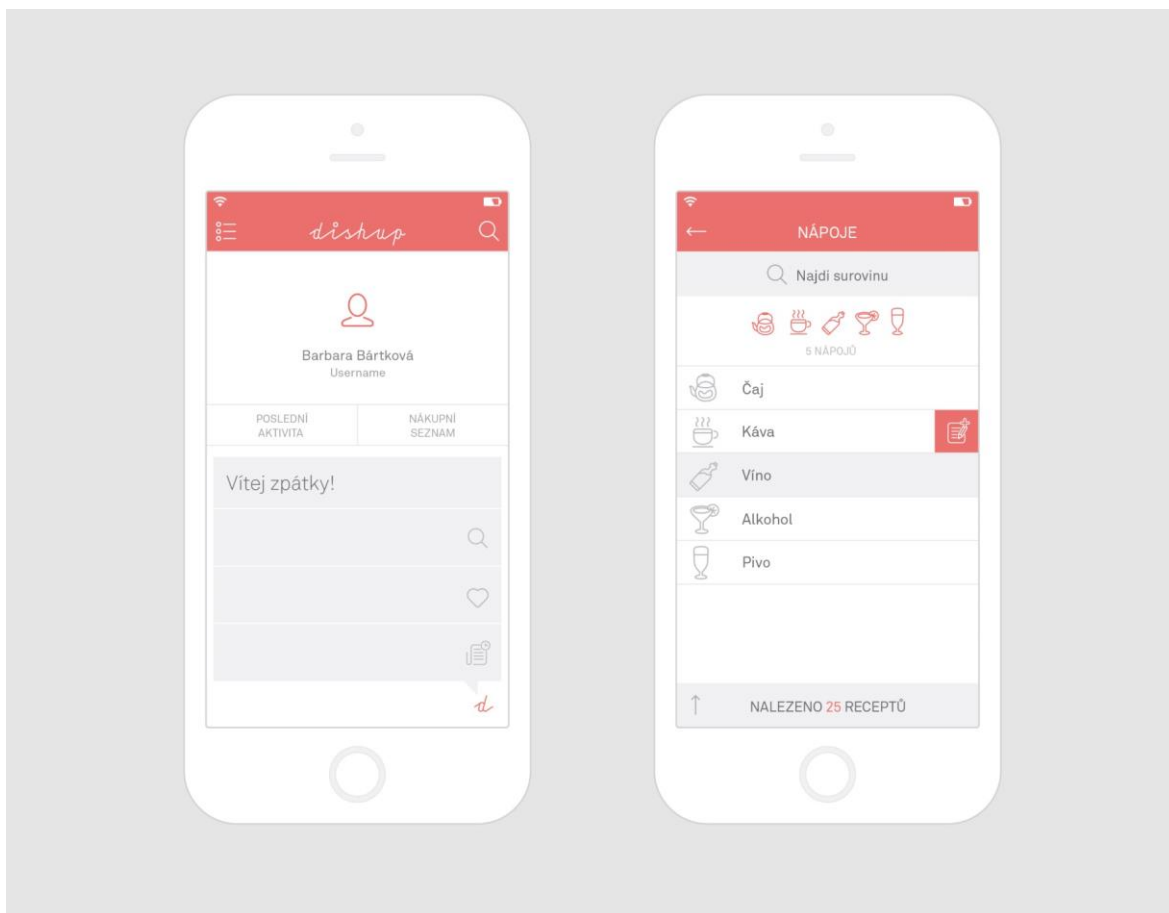 dishup
Barbara Bártková
Username
POSLEDNÍ
AKTIVITA
NÁKUPNÍ
SEZNAM
Vítej zpátky!
d
NÁPOJE
Najdi surovinu
5 NÁPOJŮ
Čaj
Káva
Víno
Alkohol
Pivo
NALEZENO 25 RECEPTŮ